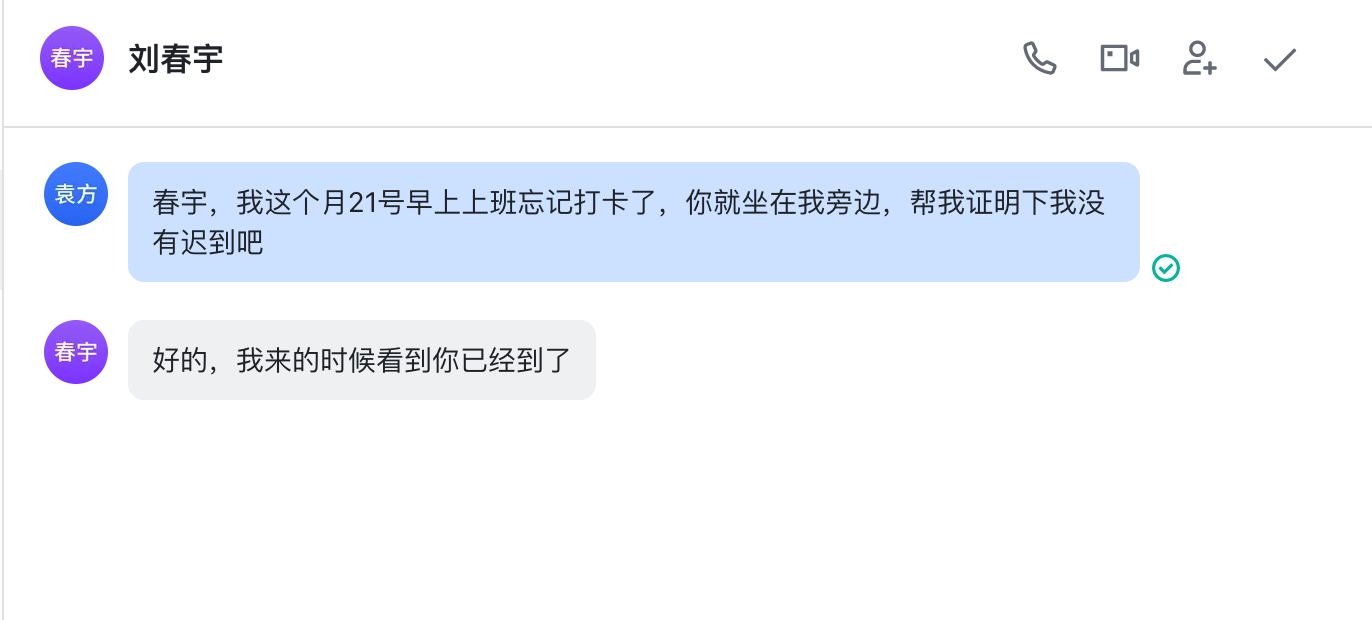 春宇
刘春宇
袁方
春宇，我这个月21号早上上班忘记打卡了，你就坐在我旁边，帮我证明下我没
有迟到吧
春宇
好的，我来的时候看到你已经到了